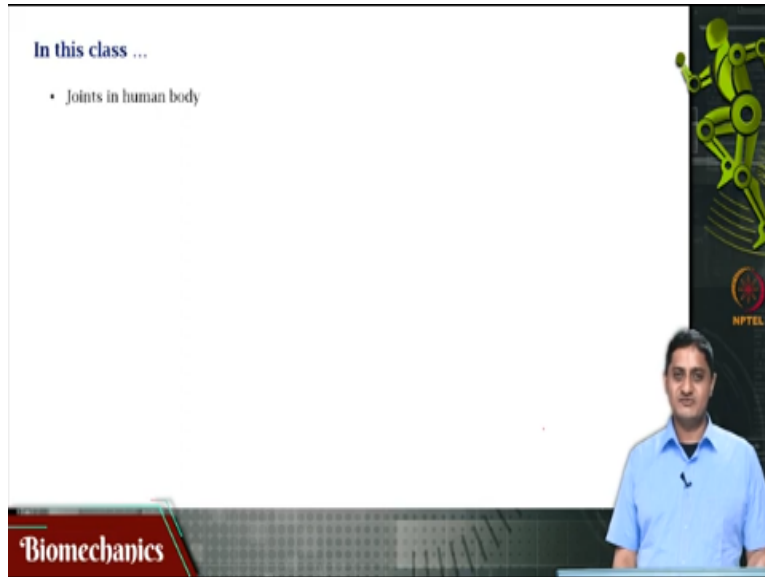 In this class ...
• Joints in human body
NPTEL
Biomechanics